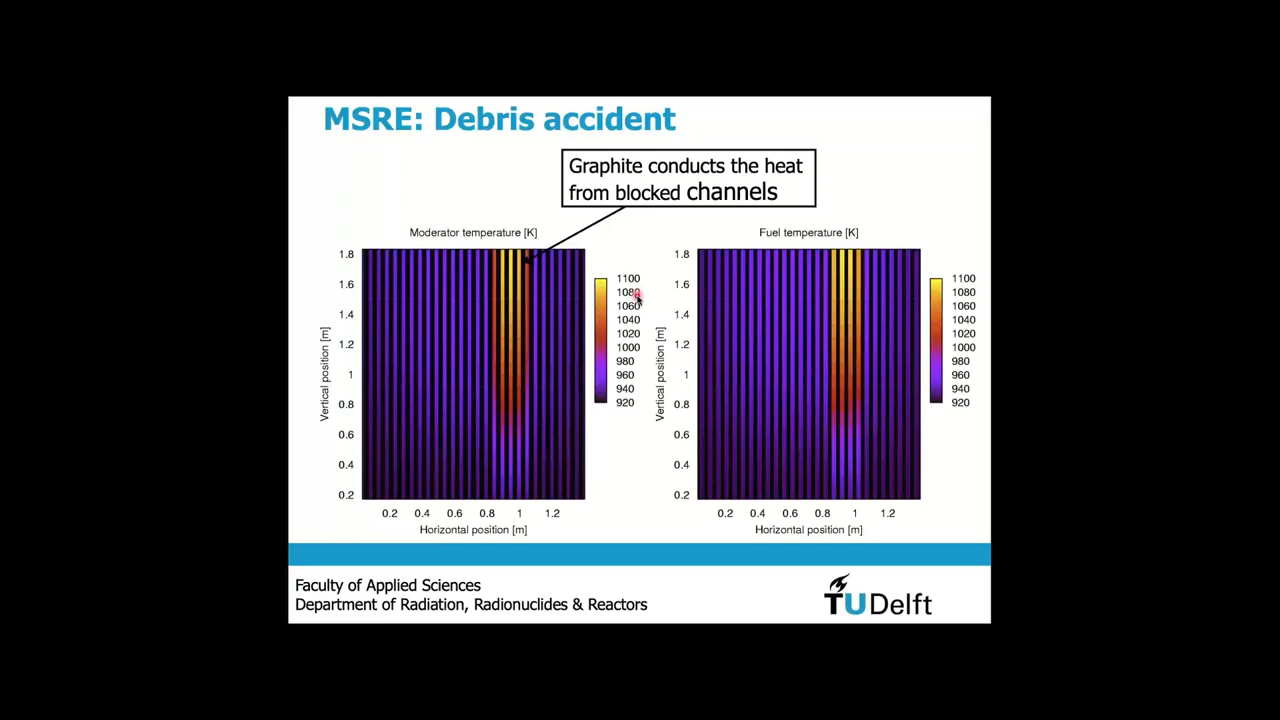 MSRE: Debris accident
Graphite conducts the heat
from blocked channels
Moderator temperature [K]
1.8
1.6
1.4
1.2
1
0.8
0.6
0.4
0.2
Vertical position [m]
0.2 0.4 0.6 0.8 1 1.2
Horizontal position [m]
1100
1080
1060
1040
1020
1000
980
960
940
920
Fuel temperature [K]
1.8
1.6
1.4
1.2
1
0.8
0.6
0.4
0.2
Vertical position [m]
0.2 0.4 0.6 0.8 1 1.2
Horizontal position [m]
1100
1080
1060
1040
1020
1000
980
960
940
920
Faculty of Applied Sciences
Department of Radiation, Radionuclides & Reactors
TUDelft